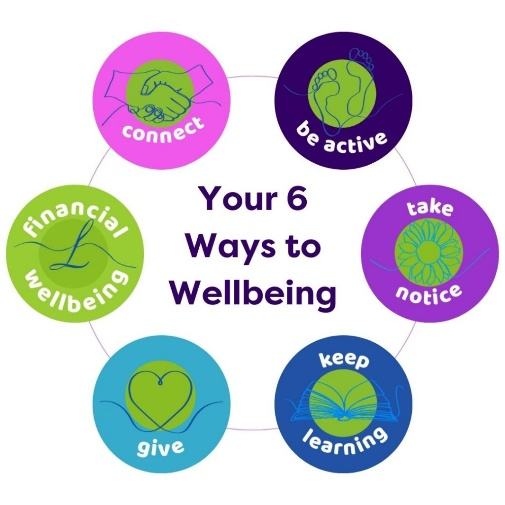 Your 6
Ways to
Wellbeing
connect
be active
take
notice
keep
learning
give
financial
wellbeing
£